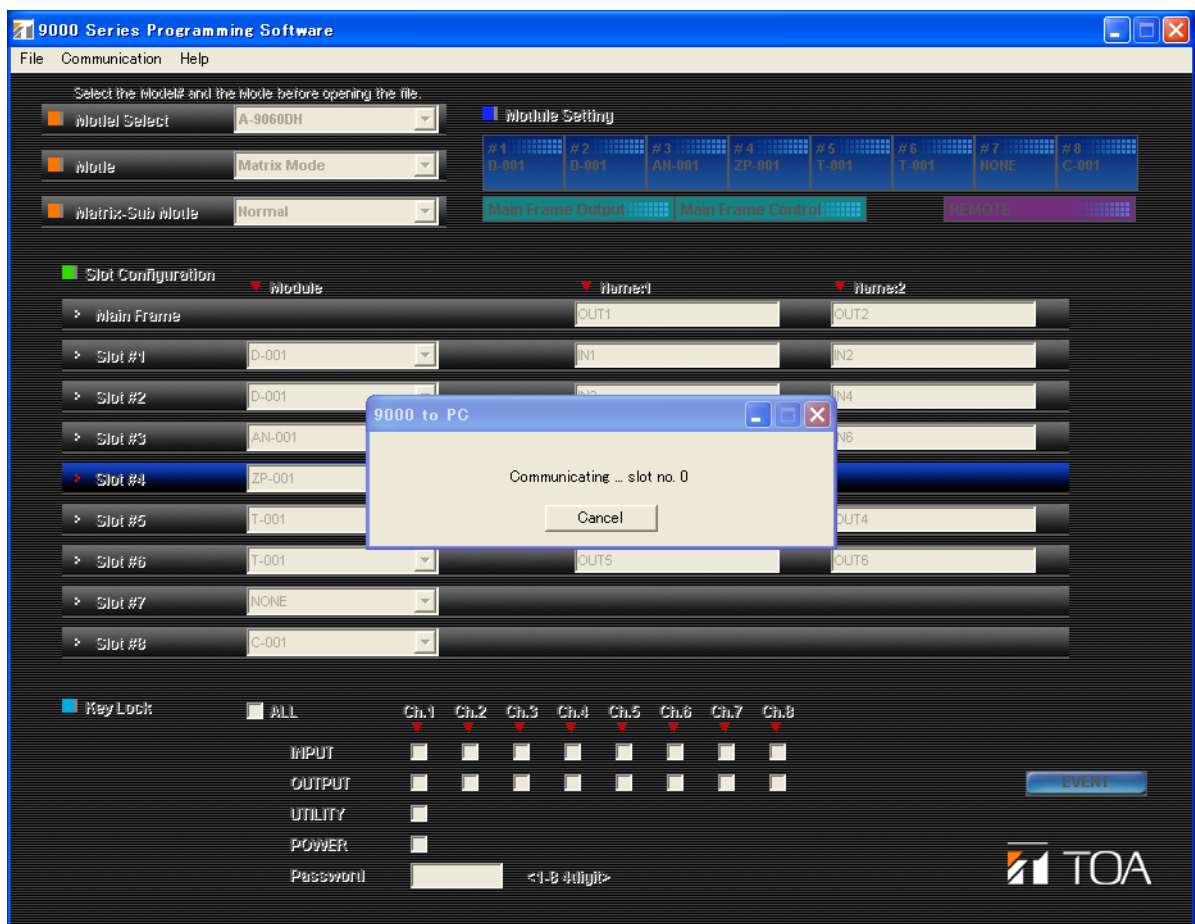 9000 Series Programming Software
File Communication Help
Select the Model# and the Mode before opening the file.
Model Select A-9060DH
Module Setting
#1 #2 #3 #4 #5 #6 #7 #8
D-001 D-001 AN-001 ZP-001 T-001 T-001 NONE C-001
Mode Matrix Mode
Matrix-Sub Mode Normal
Main Frame Output Main Frame Control REMOTE
Slot Configuration
Module Name:1 Name:2
Main Frame OUT1 OUT2
Slot #1 D-001 IN1 IN2
Slot #2 D-001 IN4
9000 to PC
Slot #3 AN-001 IN6
Communicating ... slot no. 0
Slot #4 ZP-001
Cancel
Slot #5 T-001 OUT4
Slot #6 T-001 OUT5 OUT6
Slot #7 NONE
Slot #8 C-001
Key Lock ALL Ch.1 Ch.2 Ch.3 Ch.4 Ch.5 Ch.6 Ch.7 Ch.8
INPUT
OUTPUT
EVENT
UTILITY
POWER
Password <1-8 4digit>
TOA